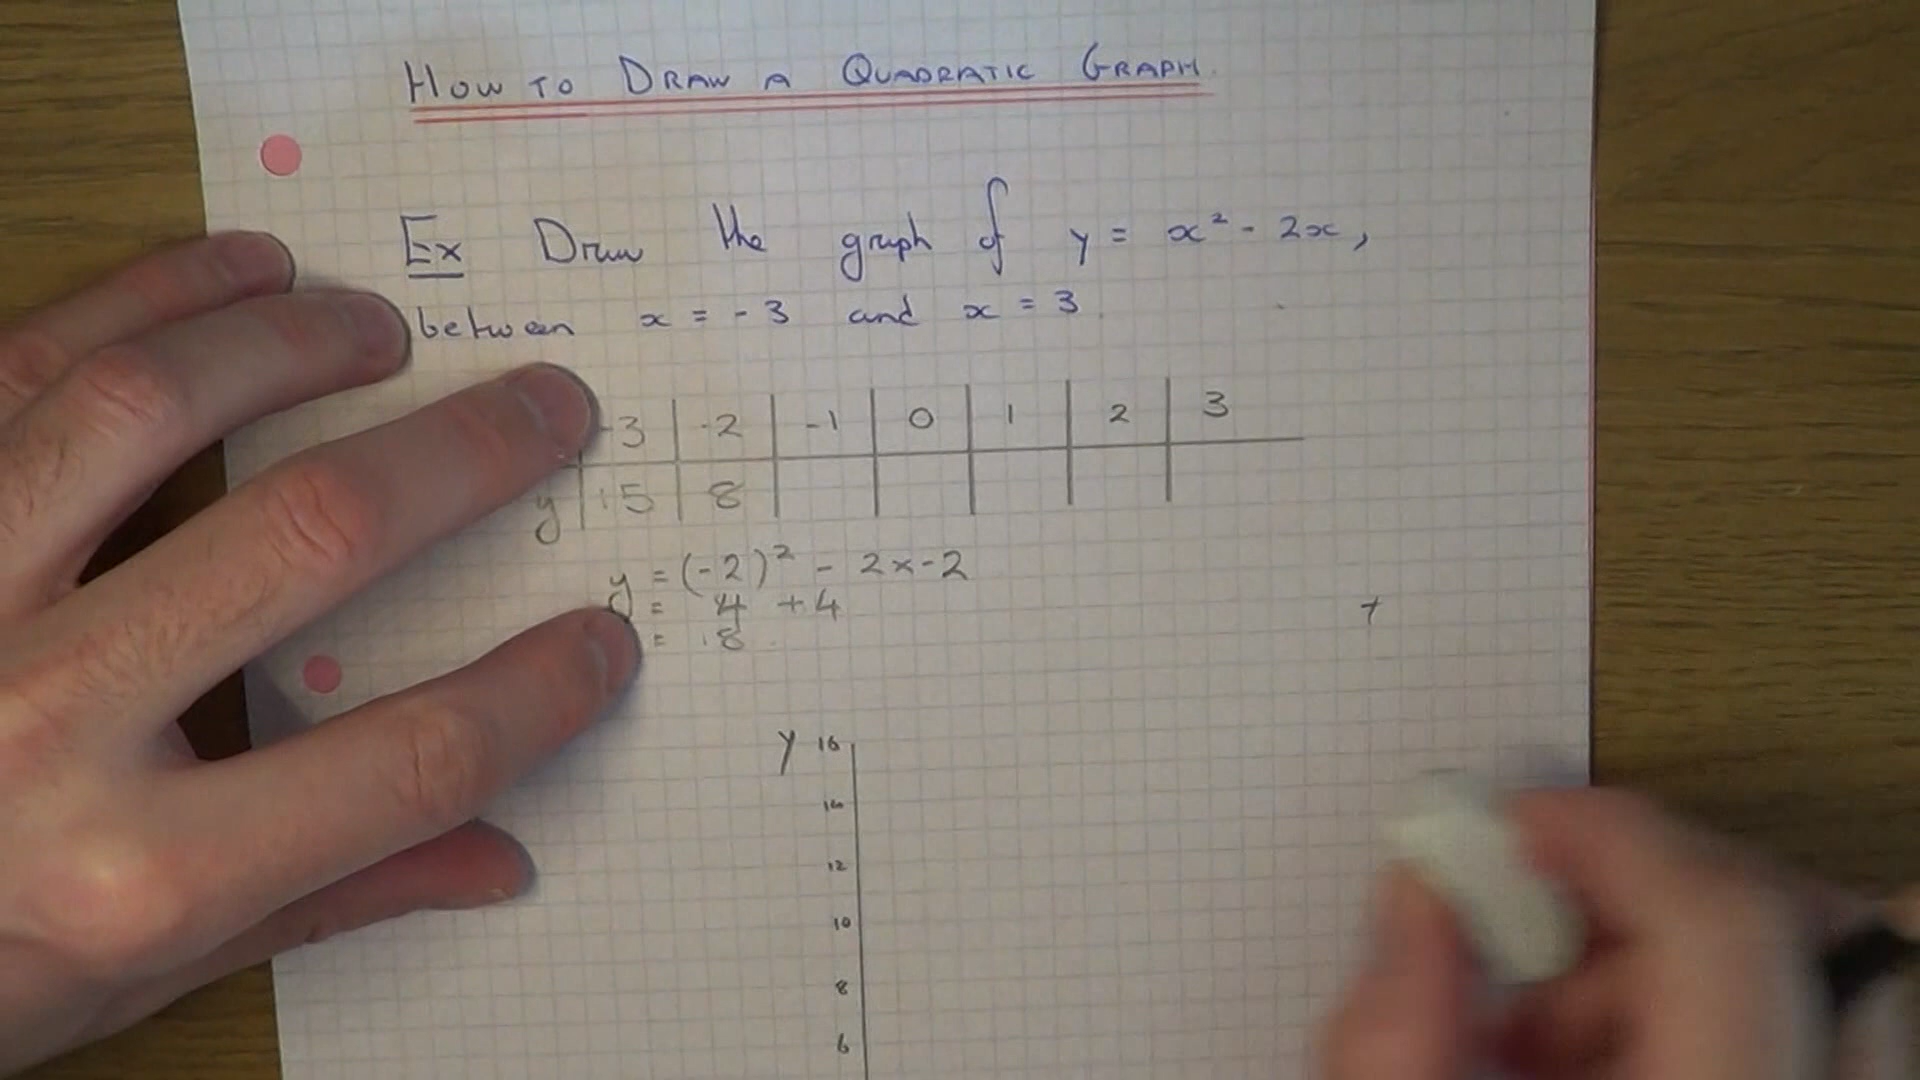 HOW TO DRAW A QUADRATIC GRAPH.
Ex Draw the graph of y = x² - 2x,
between x = -3 and x = 3.
-3 -2 -1 0 1 2 3
y 15 8
y = (-2)² - 2x-2
= 4 + 4
= 8
+
y 16
14
12
10
8
6